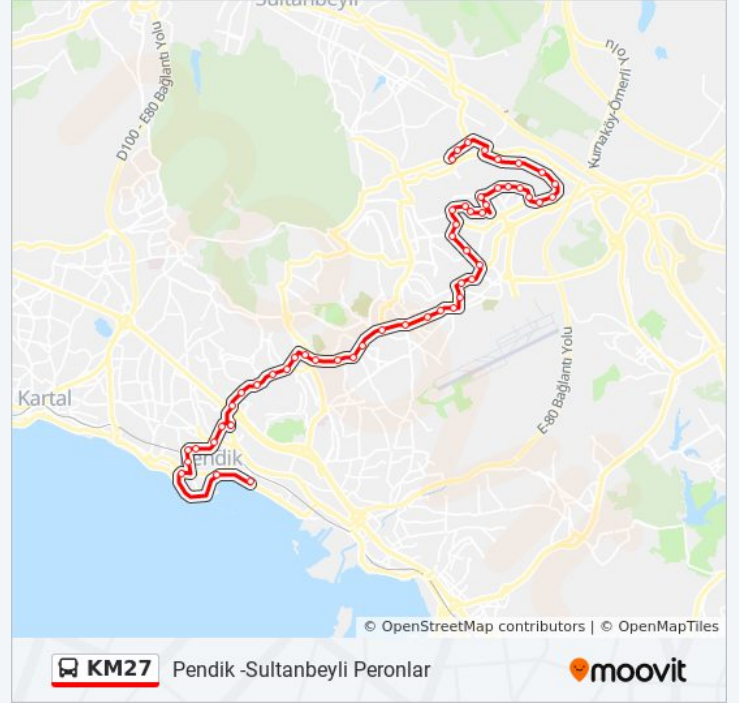 Sultanbeyli
D100 - E80 Bağlantı Yolu
Kurnaköy-Ömerli Yolu
E-80 Bağlantı Yolu
Kartal
Pendik
© OpenStreetMap contributors | © OpenMapTiles
KM27 Pendik -Sultanbeyli Peronlar
moovit